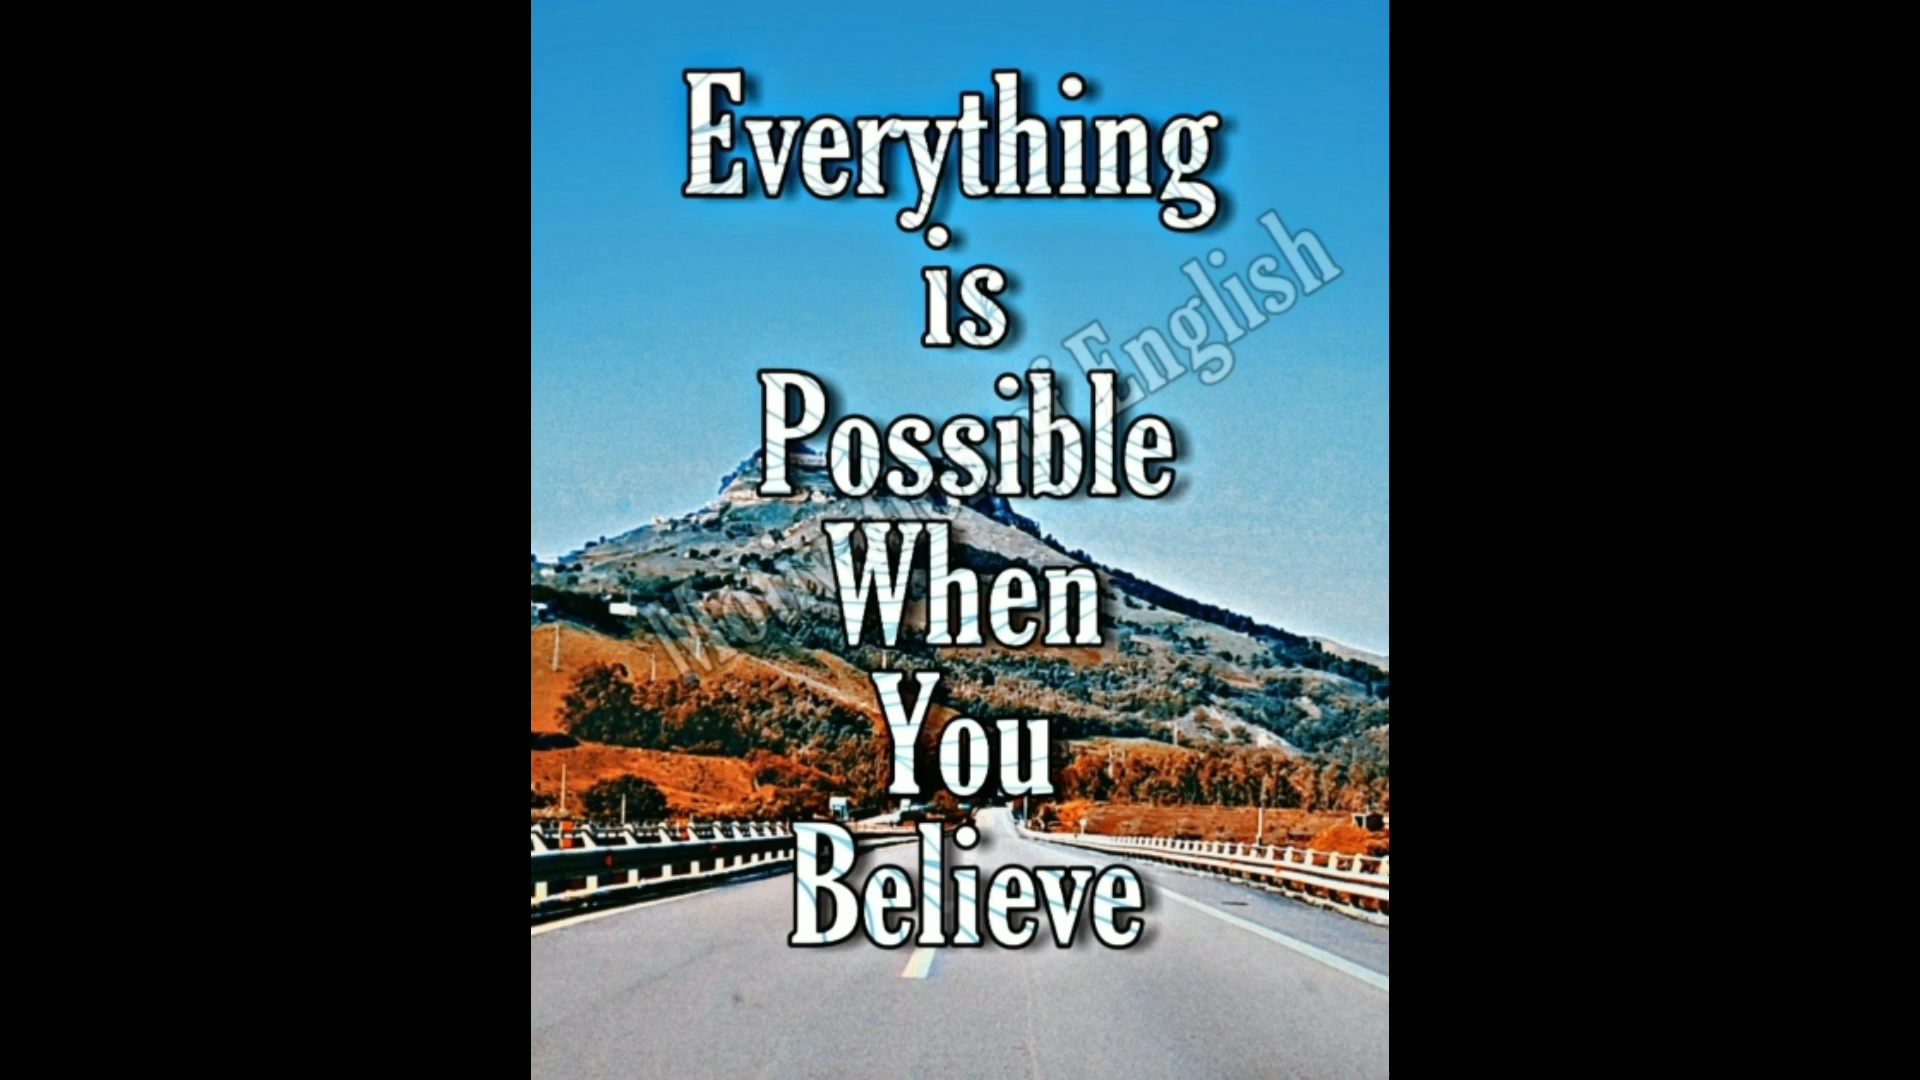 Everything
is
Possible
When
You
Believe
English